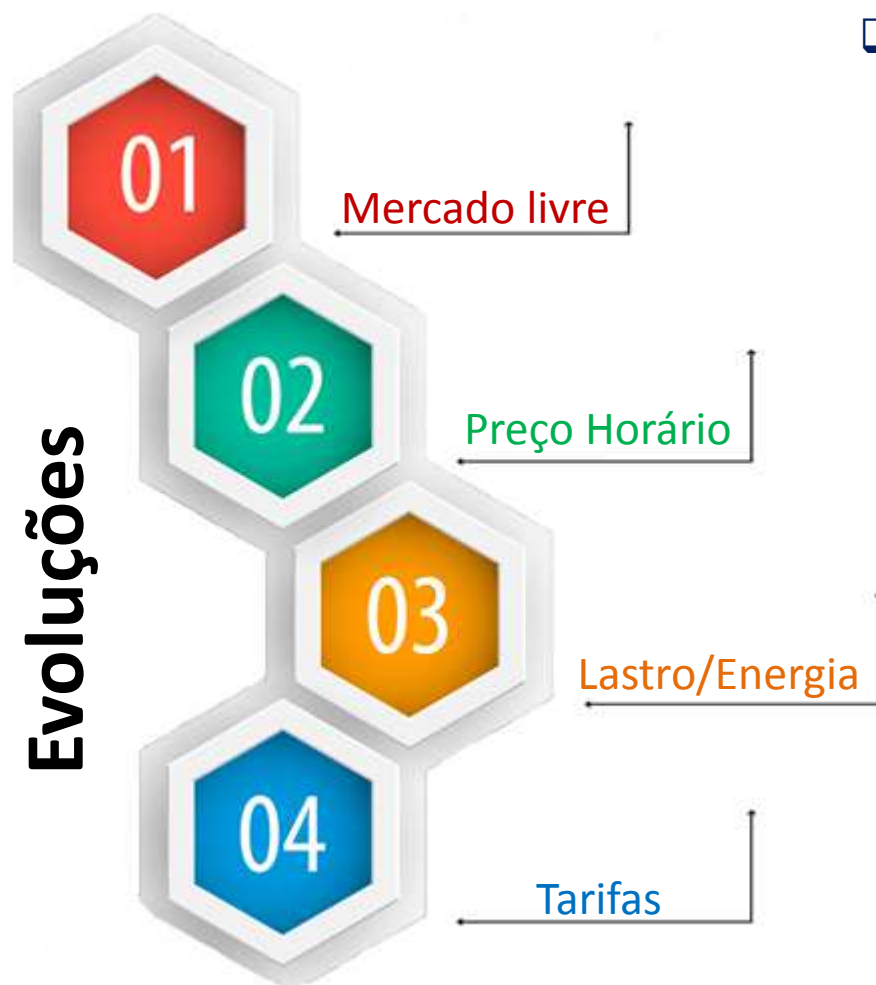 01
Mercado livre
02
Preço Horário
Evoluções
03
Lastro/Energia
04
Tarifas